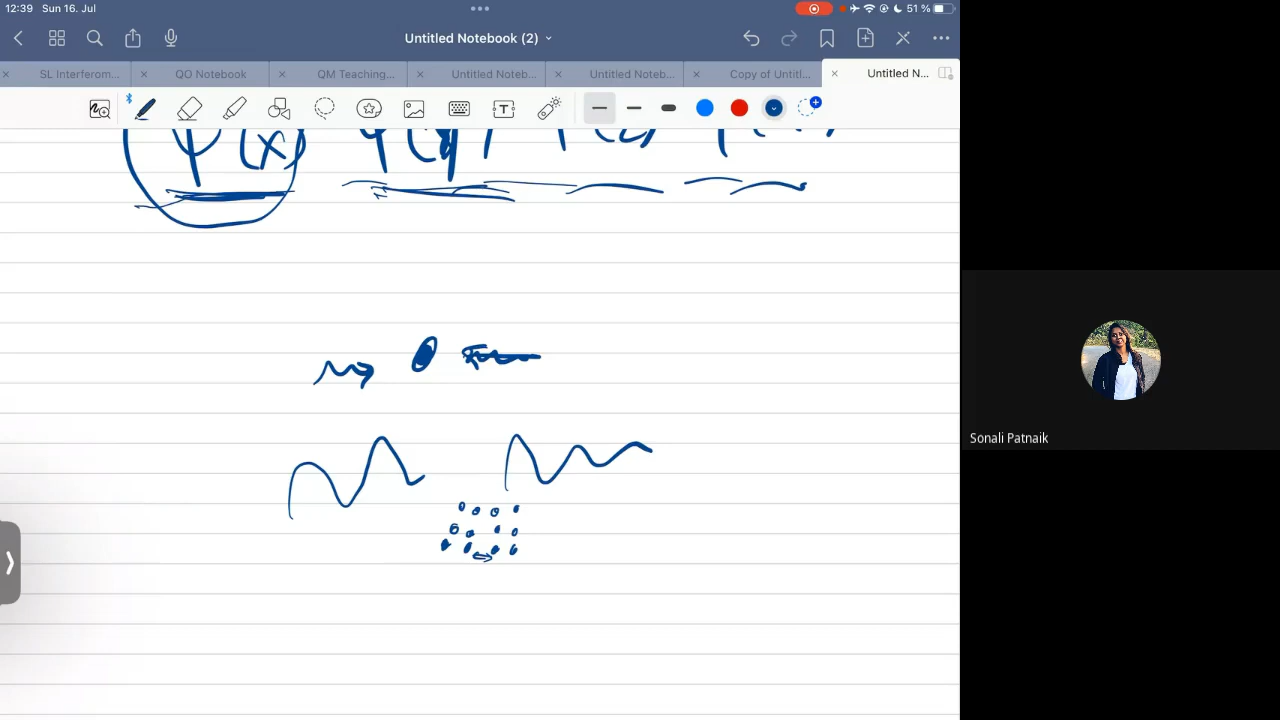 12:39 Sun 16. Jul
51 %
Untitled Notebook (2)
SL Interferom...
QO Notebook
QM Teaching...
Untitled Noteb...
Untitled Noteb...
Copy of Untitl...
Untitled N...
ψ(x) ψ(y)
Sonali Patnaik